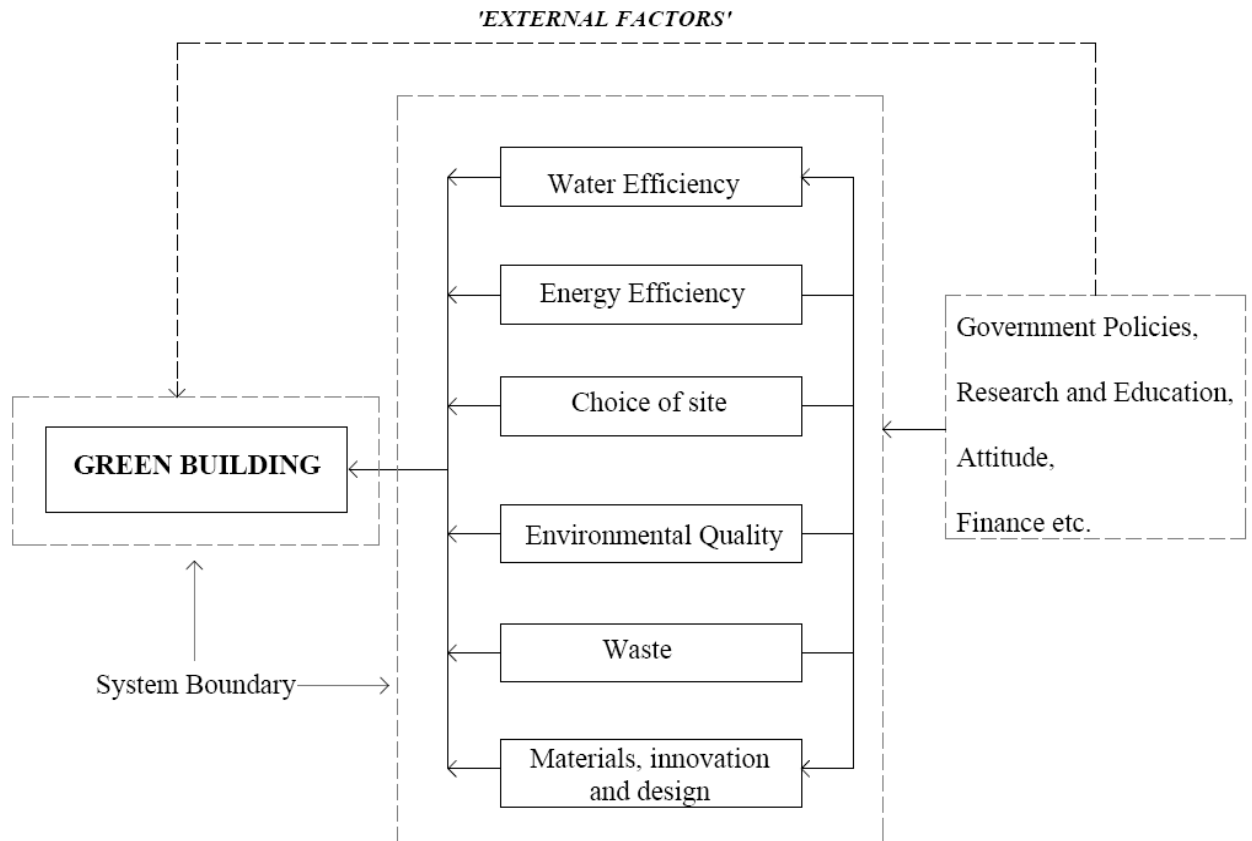 'EXTERNAL FACTORS'
Water Efficiency
Energy Efficiency
Choice of site
Environmental Quality
Waste
Materials, innovation
and design
GREEN BUILDING
System Boundary
Government Policies,
Research and Education,
Attitude,
Finance etc.